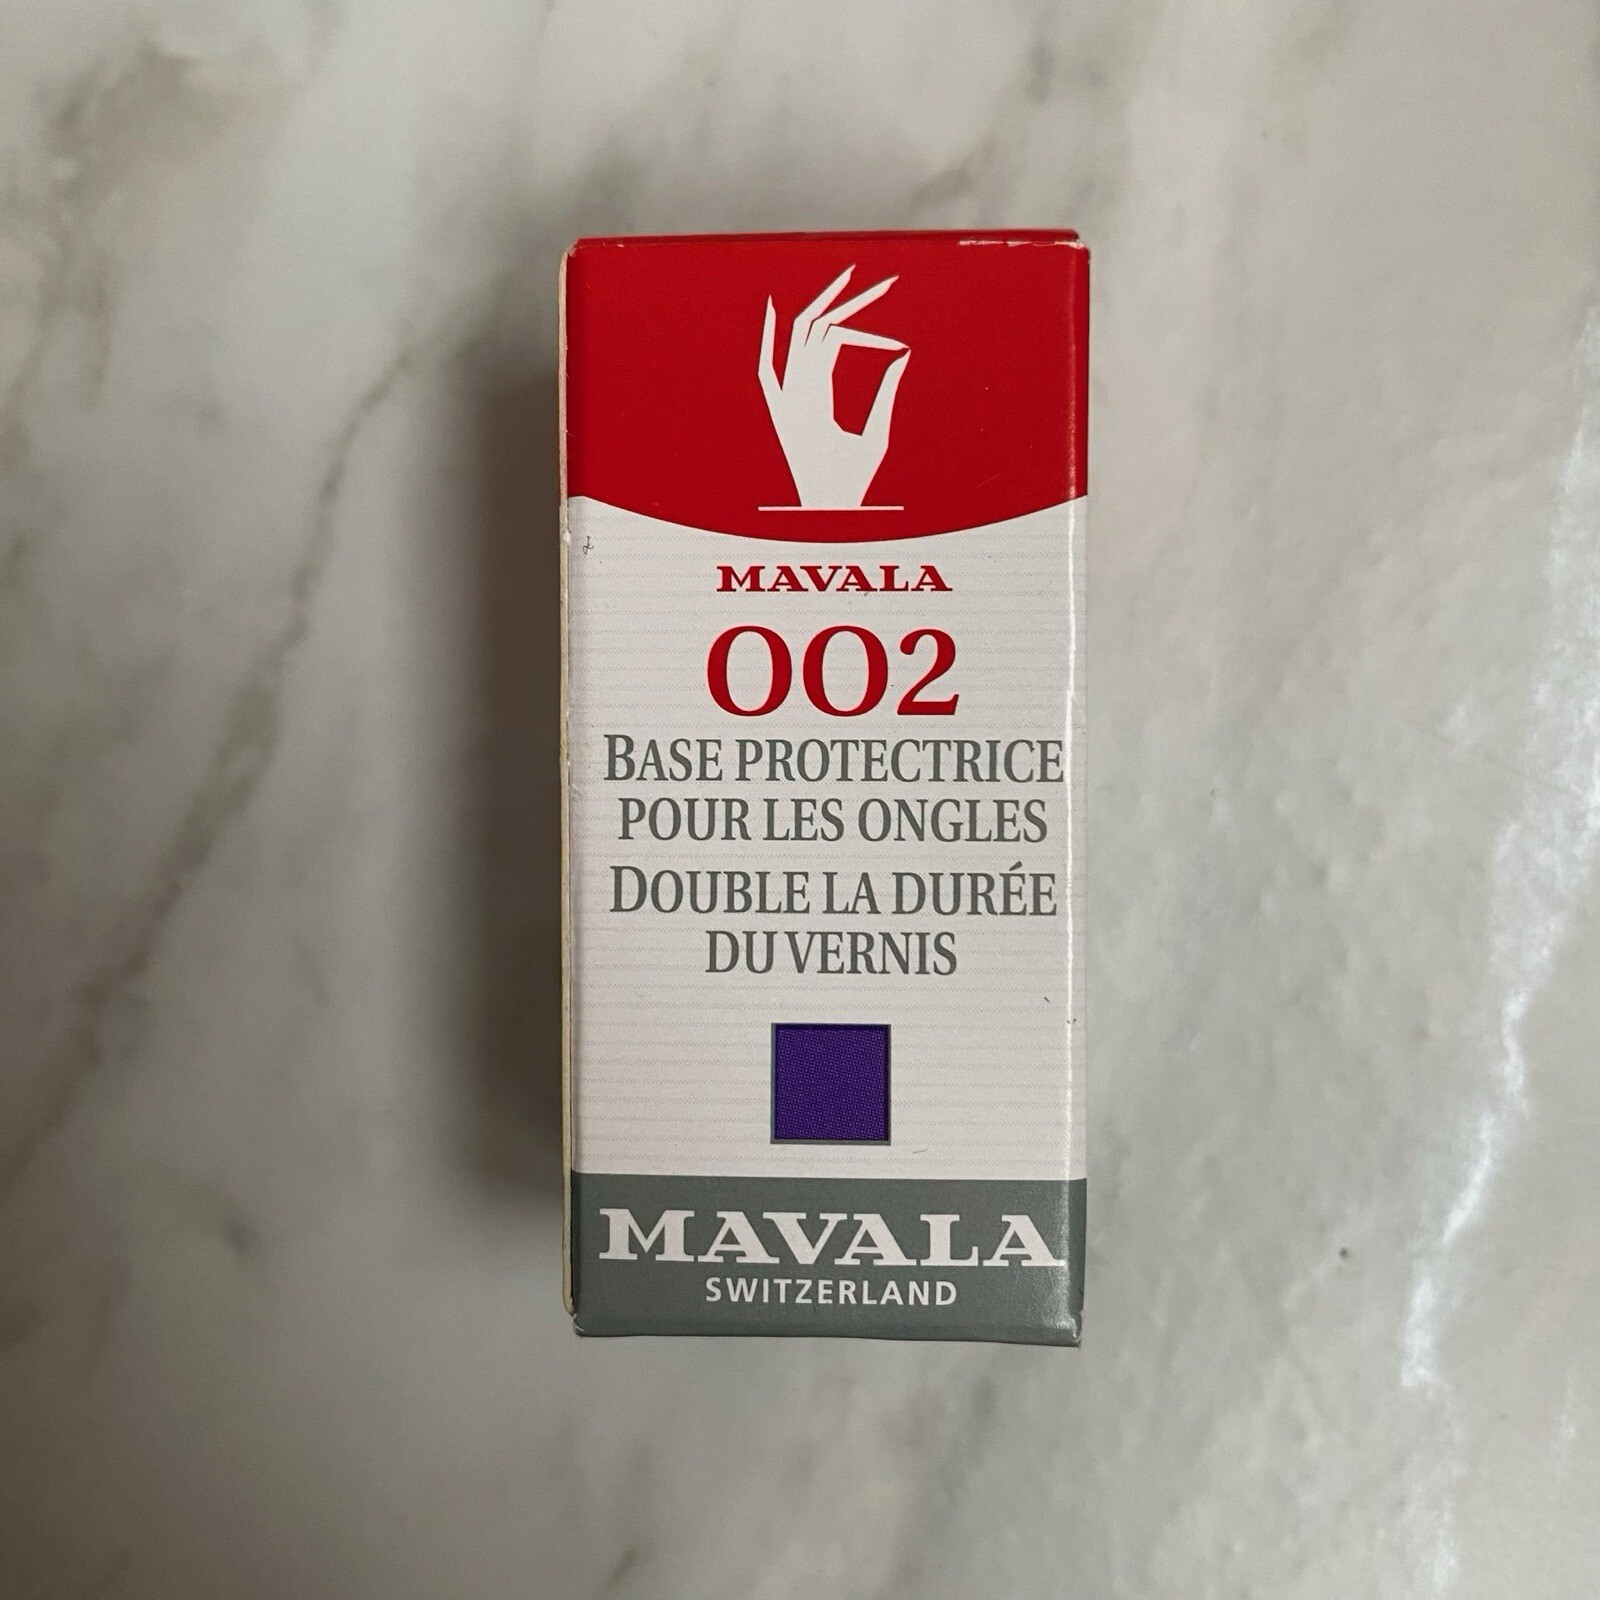 MAVALA
002
BASE PROTECTRICE
POUR LES ONGLES
DOUBLE LA DURÉE
DU VERNIS
MAVALA
SWITZERLAND